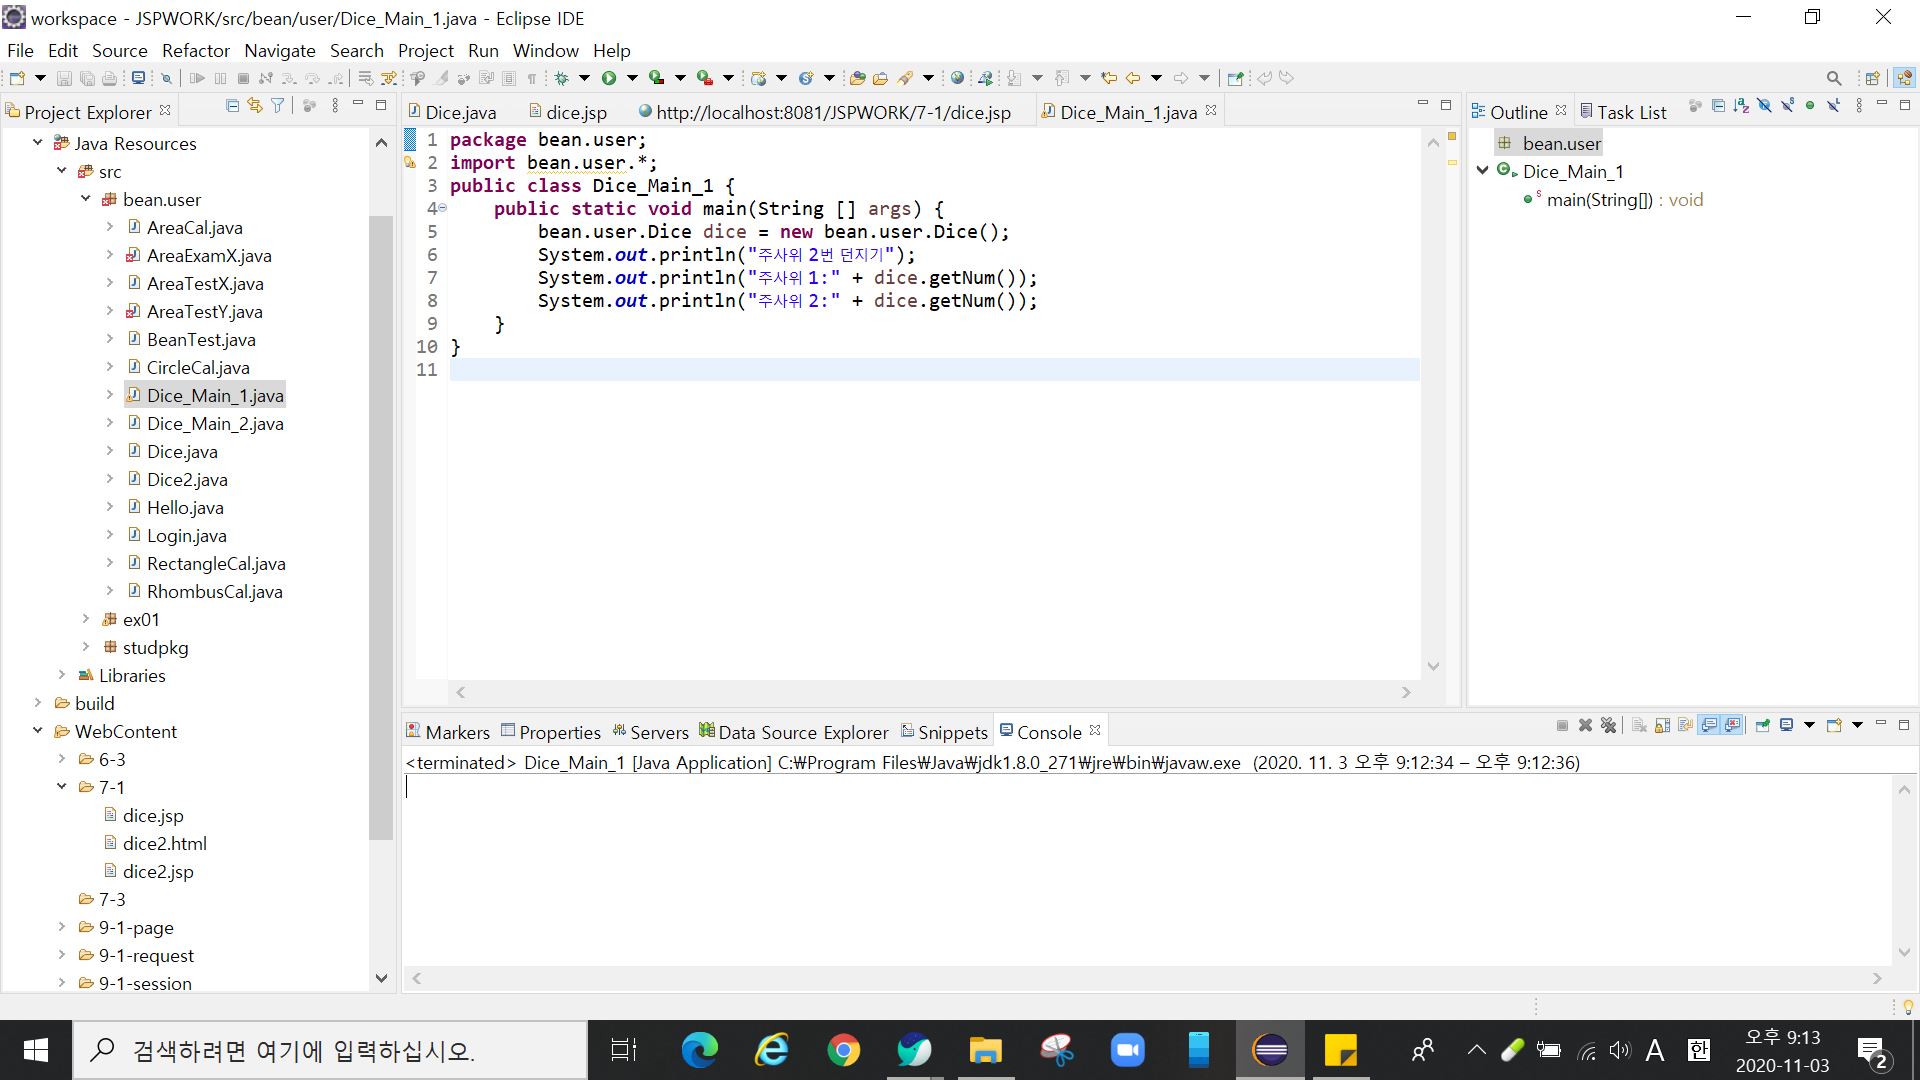 workspace - JSPWORK/src/bean/user/Dice_Main_1.java - Eclipse IDE
File Edit Source Refactor Navigate Search Project Run Window Help
Project Explorer
Java Resources
src
bean.user
AreaCal.java
AreaExamX.java
AreaTestX.java
AreaTestY.java
BeanTest.java
CircleCal.java
Dice_Main_1.java
Dice_Main_2.java
Dice.java
Dice2.java
Hello.java
Login.java
RectangleCal.java
RhombusCal.java
ex01
studpkg
Libraries
build
WebContent
6-3
7-1
dice.jsp
dice2.html
dice2.jsp
7-3
9-1-page
9-1-request
9-1-session
Dice.java dice.jsp http://localhost:8081/JSPWORK/7-1/dice.jsp Dice_Main_1.java
1 package bean.user;
2 import bean.user.*;
3 public class Dice_Main_1 {
4 public static void main(String [] args) {
5 bean.user.Dice dice = new bean.user.Dice();
6 System.out.println("주사위 2번 던지기");
7 System.out.println("주사위 1:" + dice.getNum());
8 System.out.println("주사위 2:" + dice.getNum());
9 }
10 }
11
Outline Task List
bean.user
Dice_Main_1
main(String[]) : void
Markers Properties Servers Data Source Explorer Snippets Console
<terminated> Dice_Main_1 [Java Application] C:₩Program Files₩Java₩jdk1.8.0_271₩jre₩bin₩javaw.exe (2020. 11. 3 오후 9:12:34 – 오후 9:12:36)
검색하려면 여기에 입력하십시오.
A 한
오후 9:13
2020-11-03
2